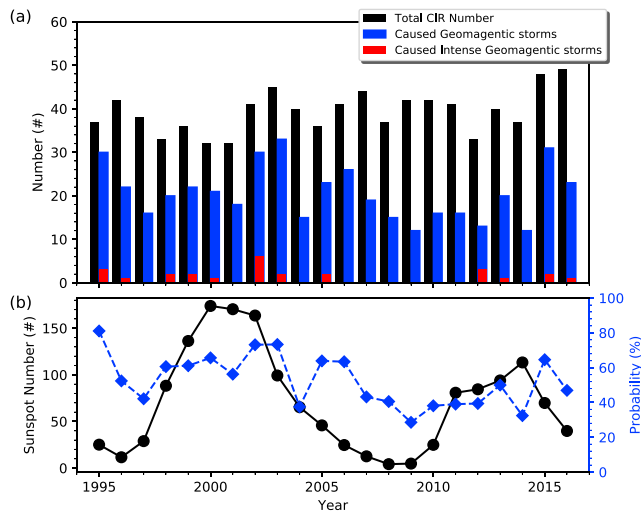 (a)
Total CIR Number
Caused Geomagentic storms
Caused Intense Geomagentic storms
60
50
40
30
20
10
0
Number (#)
(b)
150
100
50
0
Sunspot Number (#)
100
80
60
40
20
0
Probability (%)
1995
2000
2005
2010
2015
Year